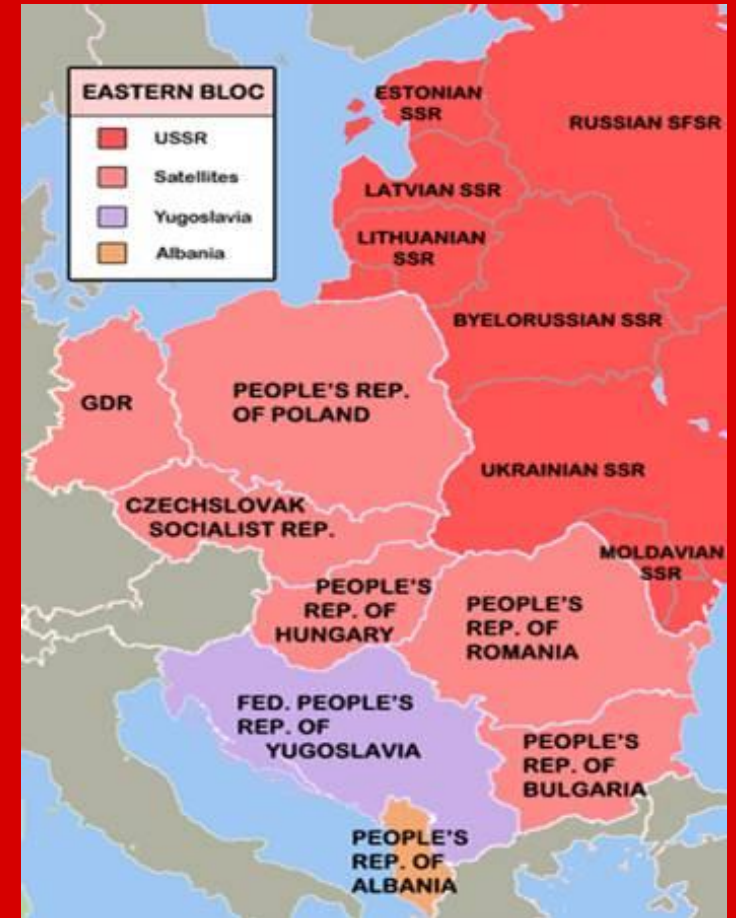 EASTERN BLOC
USSR
Satellites
Yugoslavia
Albania
ESTONIAN
SSR
RUSSIAN SFSR
LATVIAN SSR
LITHUANIAN
SSR
BYELORUSSIAN SSR
GDR
PEOPLE'S REP.
OF POLAND
UKRAINIAN SSR
CZECHSLOVAK
SOCIALIST REP.
MOLDAVIAN
SSR
PEOPLE'S
REP. OF
HUNGARY
PEOPLE'S
REP. OF
ROMANIA
FED. PEOPLE'S
REP. OF
YUGOSLAVIA
PEOPLE'S
REP. OF
BULGARIA
PEOPLE'S
REP. OF
ALBANIA